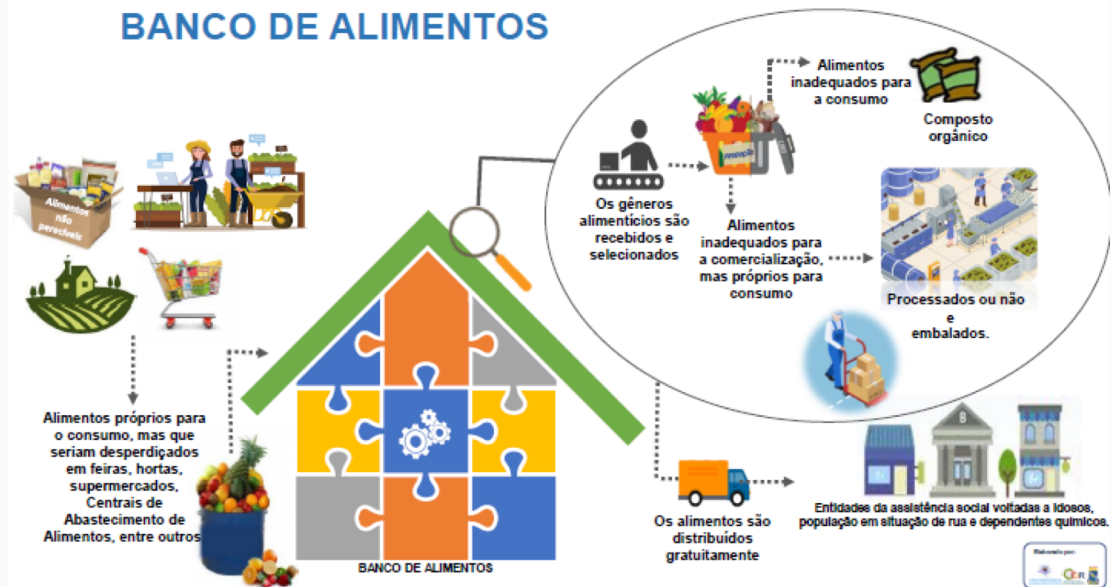 BANCO DE ALIMENTOS
Alimentos
não
perecíveis
Alimentos próprios para
o consumo, mas que
seriam desperdiçados
em feiras, hortas,
supermercados,
Centrais de
Abastecimento de
Alimentos, entre outros
BANCO DE ALIMENTOS
Os gêneros
alimentícios são
recebidos e
selecionados
Alimentos
inadequados para
a consumo
Composto
orgânico
Alimentos
inadequados para
a comercialização,
mas próprios para
consumo
Processados ou não
e
embalados.
Os alimentos são
distribuídos
gratuitamente
Entidades da assistência social voltadas a idosos,
população em situação de rua e dependentes químicos.
Elaborado por: